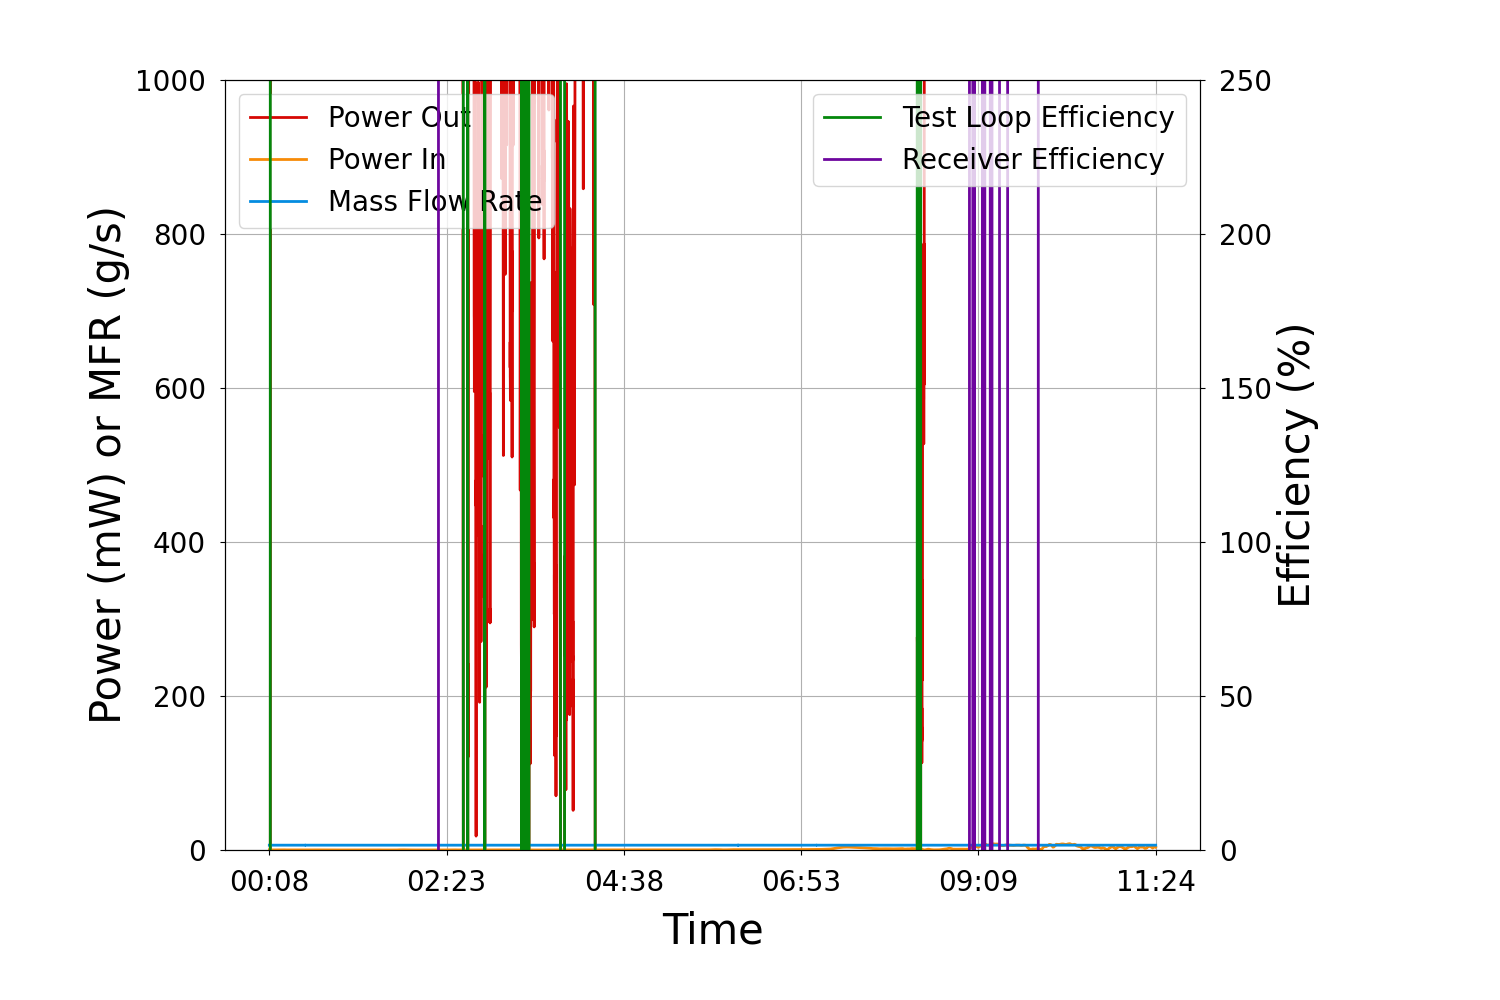 1000
800
600
400
200
0
Power (mW) or MFR (g/s)
Power Out
Power In
Mass Flow Rate
Test Loop Efficiency
Receiver Efficiency
250
200
150
100
50
0
Efficiency (%)
00:08 02:23 04:38 06:53 09:09 11:24
Time